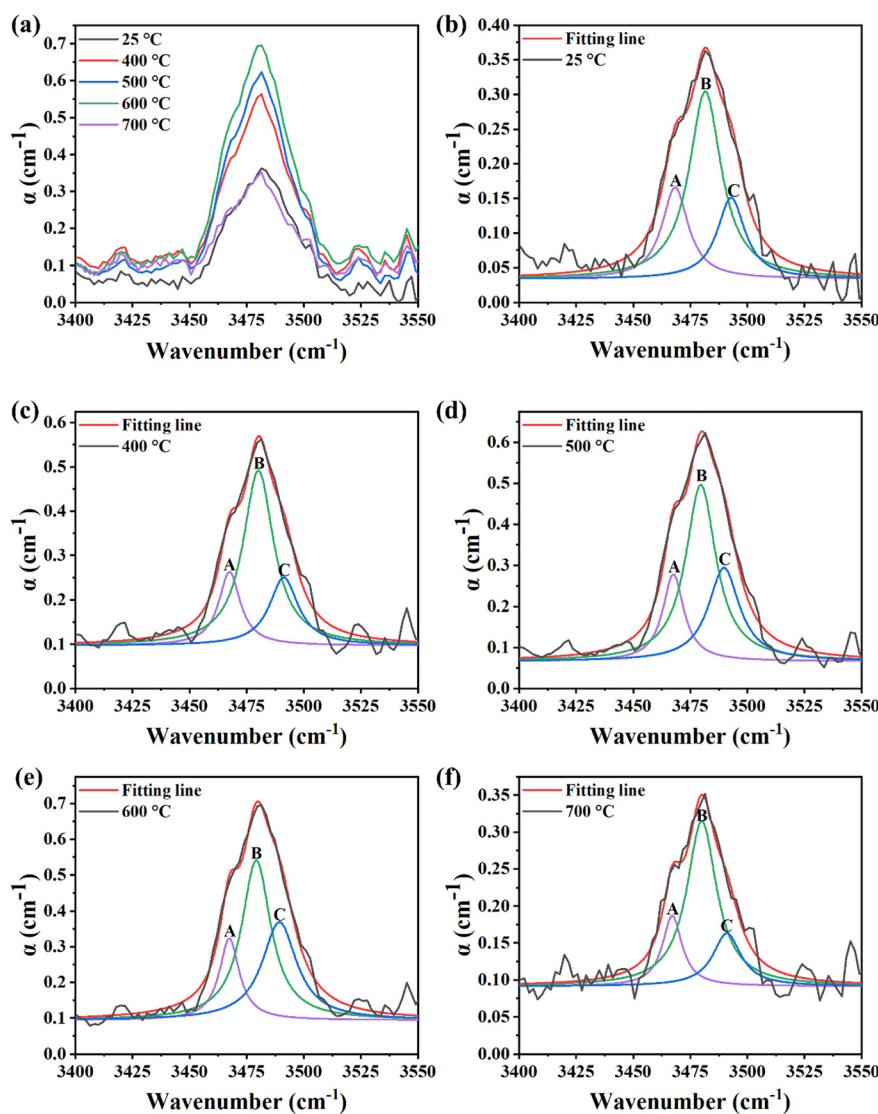 (a)
25 °C
400 °C
500 °C
600 °C
700 °C
0.7
0.6
0.5
0.4
0.3
0.2
0.1
0.0
α (cm⁻¹)
3400 3425 3450 3475 3500 3525 3550
Wavenumber (cm⁻¹)
(b)
Fitting line
25 °C
0.40
0.35
0.30
0.25
0.20
0.15
0.10
0.05
0.00
A
B
C
α (cm⁻¹)
3400 3425 3450 3475 3500 3525 3550
Wavenumber (cm⁻¹)
(c)
Fitting line
400 °C
0.6
0.5
0.4
0.3
0.2
0.1
0.0
A
B
C
α (cm⁻¹)
3400 3425 3450 3475 3500 3525 3550
Wavenumber (cm⁻¹)
(d)
Fitting line
500 °C
0.6
0.5
0.4
0.3
0.2
0.1
0.0
A
B
C
α (cm⁻¹)
3400 3425 3450 3475 3500 3525 3550
Wavenumber (cm⁻¹)
(e)
Fitting line
600 °C
0.7
0.6
0.5
0.4
0.3
0.2
0.1
0.0
A
B
C
α (cm⁻¹)
3400 3425 3450 3475 3500 3525 3550
Wavenumber (cm⁻¹)
(f)
Fitting line
700 °C
0.35
0.30
0.25
0.20
0.15
0.10
0.05
0.00
A
B
C
α (cm⁻¹)
3400 3425 3450 3475 3500 3525 3550
Wavenumber (cm⁻¹)